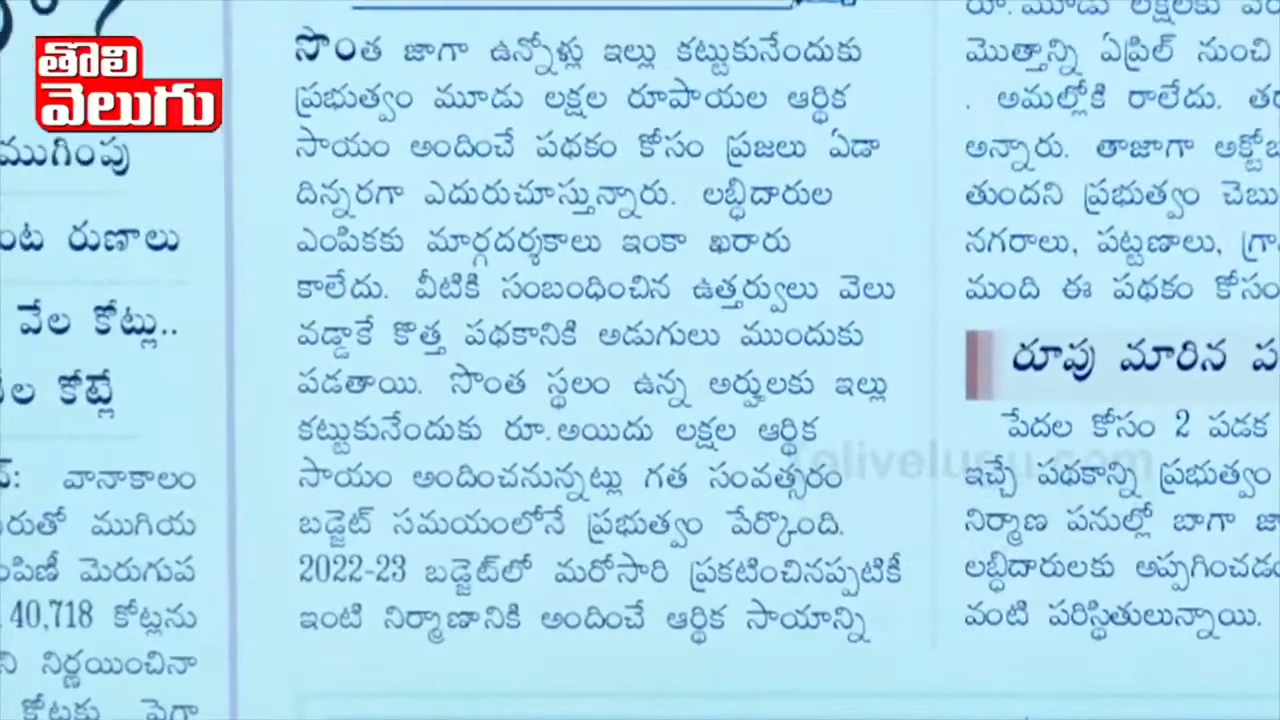 తొలి
వెలుగు
ముగింపు
రుణాలు
వేల కోట్లు..
కోట్లే
వానాకాలం
ముగియ
మెరుగుప
40,718 కోట్లను
నిర్ణయించినా
సొంత జాగా ఉన్నోళ్లు ఇల్లు కట్టుకునేందుకు
ప్రభుత్వం మూడు లక్షల రూపాయల ఆర్థిక
సాయం అందించే పథకం కోసం ప్రజలు ఏడా
దిన్నరగా ఎదురుచూస్తున్నారు. లబ్ధిదారుల
ఎంపికకు మార్గదర్శకాలు ఇంకా ఖరారు
కాలేదు. వీటికి సంబంధించిన ఉత్తర్వులు వెలు
వడ్డాకే కొత్త పథకానికి అడుగులు ముందుకు
పడతాయి. సొంత స్థలం ఉన్న అర్హులకు ఇల్లు
కట్టుకునేందుకు రూ.అయిదు లక్షల ఆర్థిక
సాయం అందించనున్నట్లు గత సంవత్సరం
బడ్జెట్ సమయంలోనే ప్రభుత్వం పేర్కొంది.
2022-23 బడ్జెట్‌లో మరోసారి ప్రకటించినప్పటికీ
ఇంటి నిర్మాణానికి అందించే ఆర్థిక సాయాన్ని
రూ. మూడు లక్షలకు
మొత్తాన్ని ఏప్రిల్ నుంచి
. అమల్లోకి రాలేదు.
అన్నారు. తాజాగా
తుందని ప్రభుత్వం
నగరాలు, పట్టణాలు,
మంది ఈ పథకం కోసం
రూపు మారిన
పేదల కోసం 2 పడక
ఇచ్చే పథకాన్ని ప్రభుత్వం
నిర్మాణ పనుల్లో బాగా
లబ్ధిదారులకు
వంటి పరిస్థితులున్నాయి.